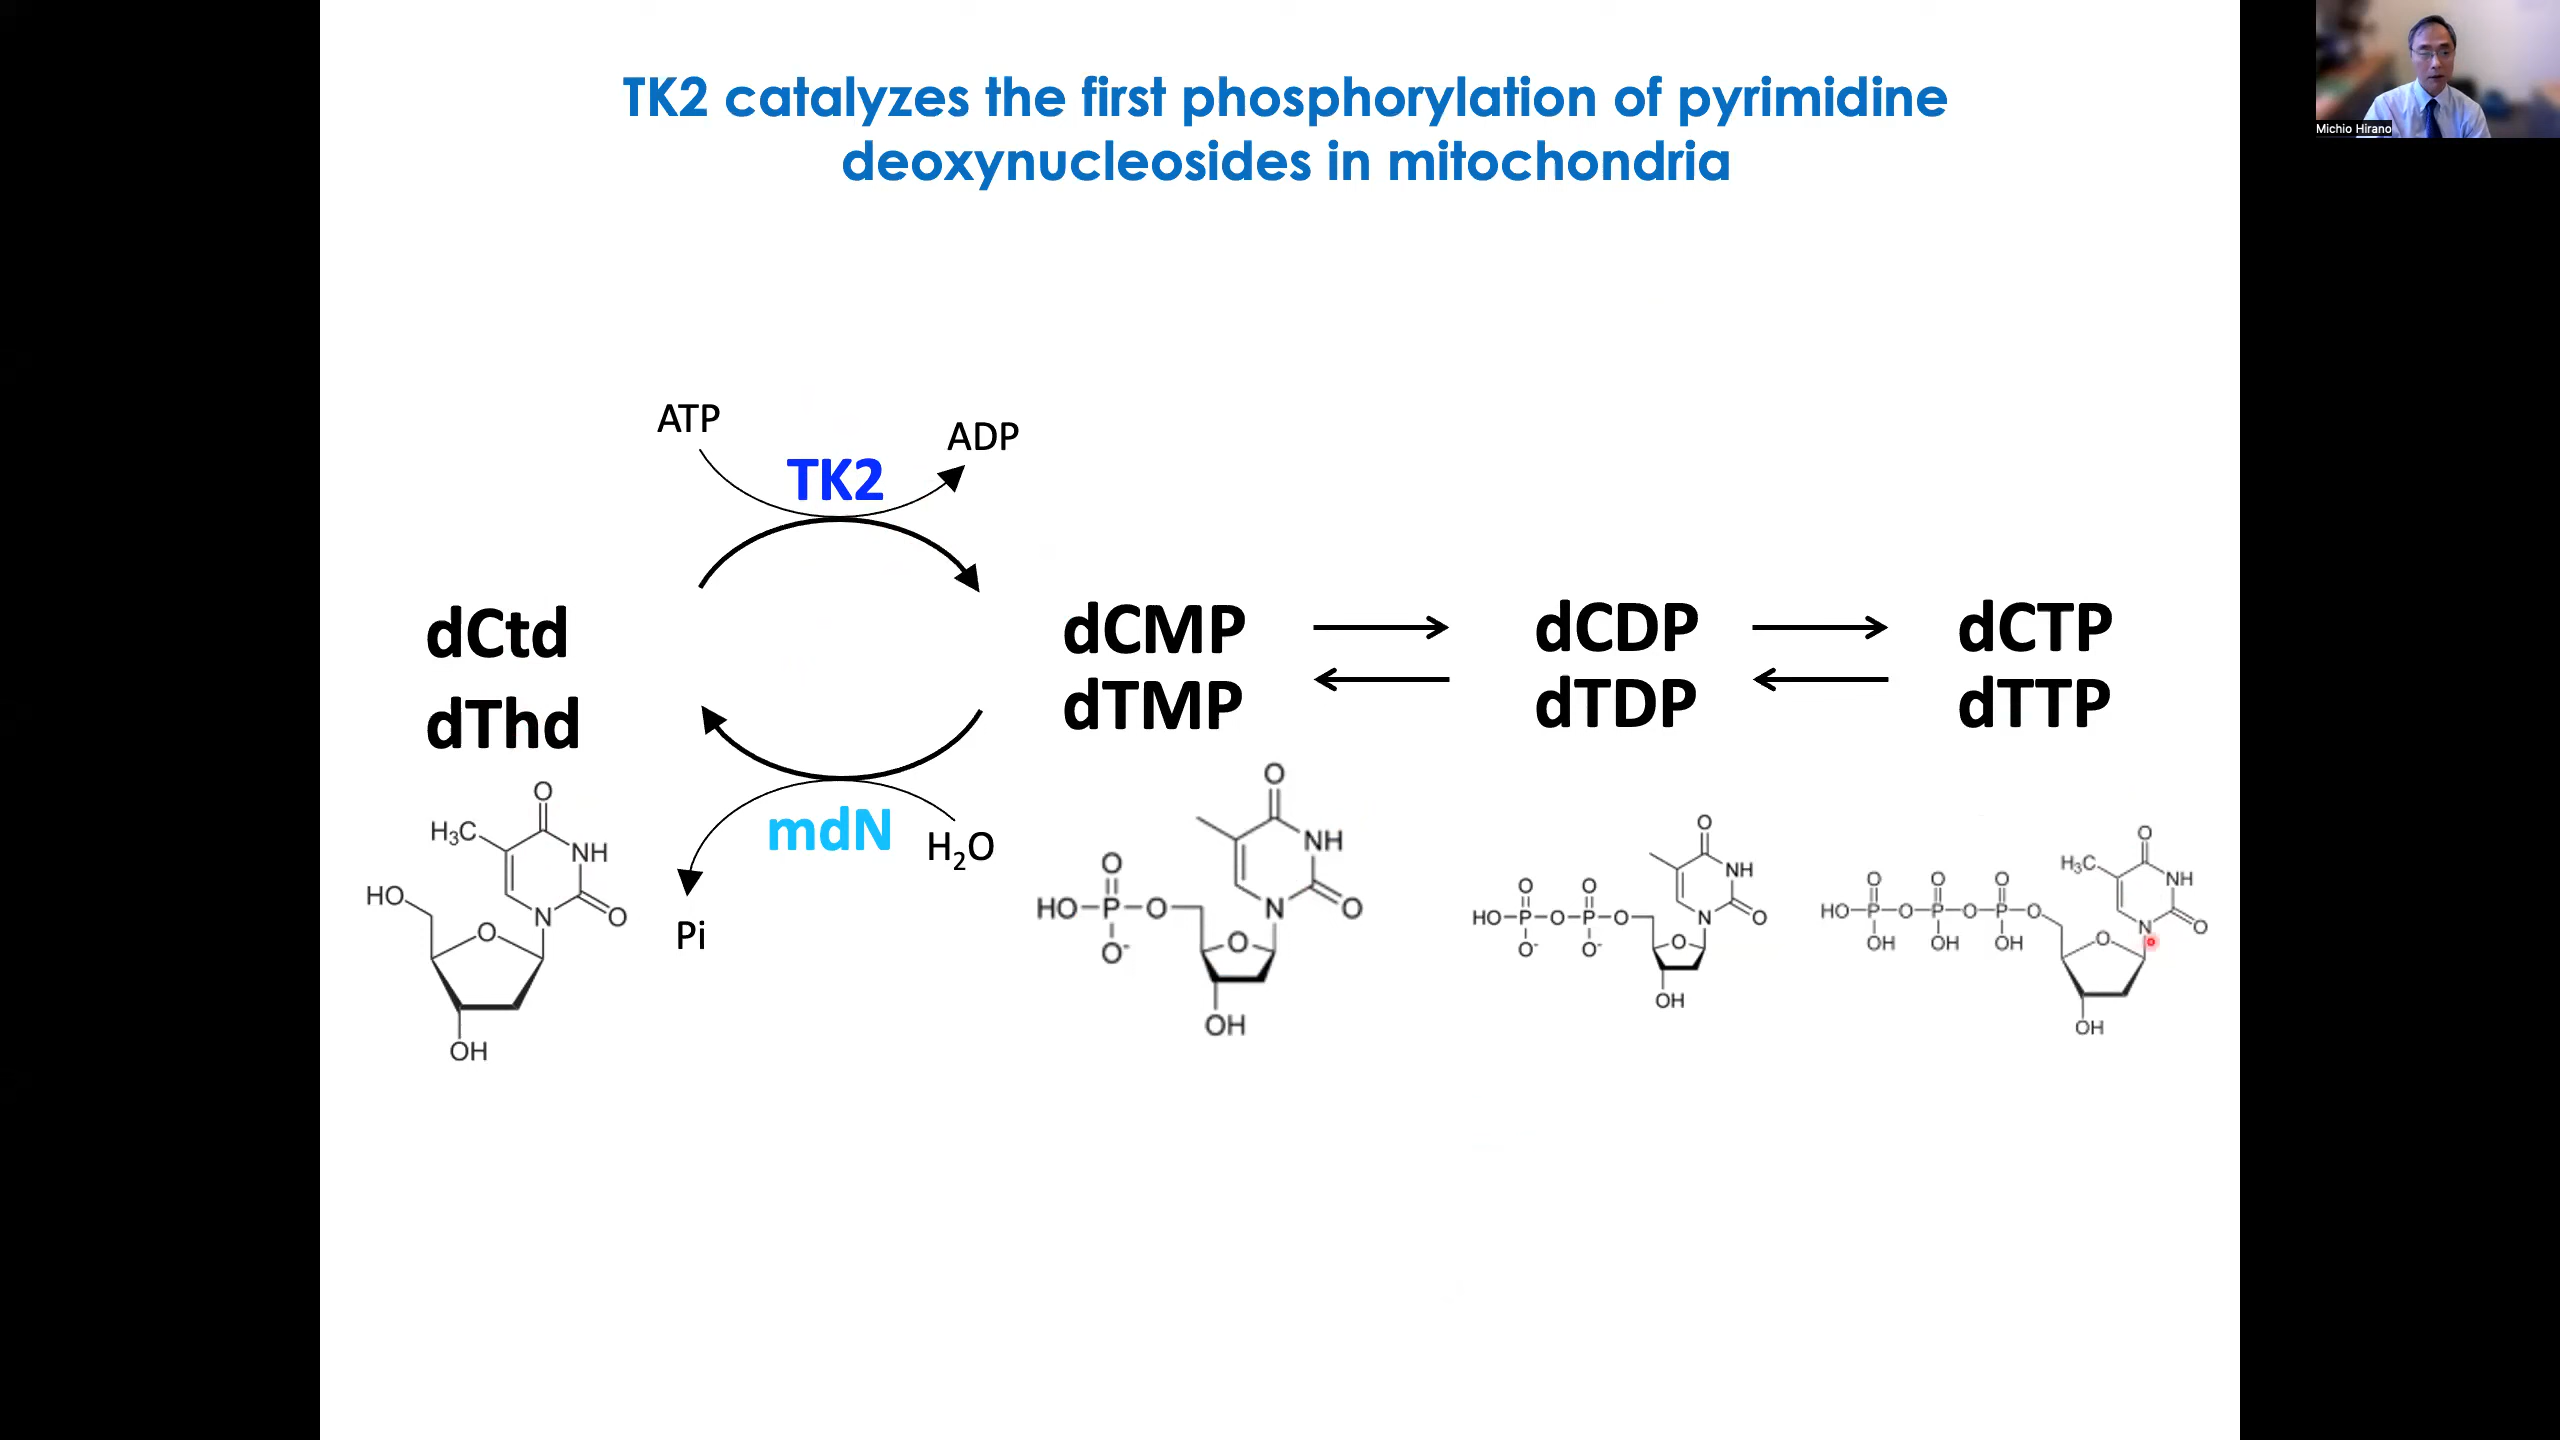 TK2 catalyzes the first phosphorylation of pyrimidine
deoxynucleosides in mitochondria
Michio Hirano
ATP
ADP
TK2
dCtd
dThd
dCMP
dTMP
dCDP
dTDP
dCTP
dTTP
mdN
H₂O
Pi
O
H₃C
NH
HO
N
O
O
OH
O
NH
O
HO P O
N
O
O⁻
O
OH
O
NH
O O
HO P O P O
N
O
O⁻ O⁻
O
OH
O
H₃C
NH
O O O
HO P O P O P O
N
O
OH OH OH
O
OH